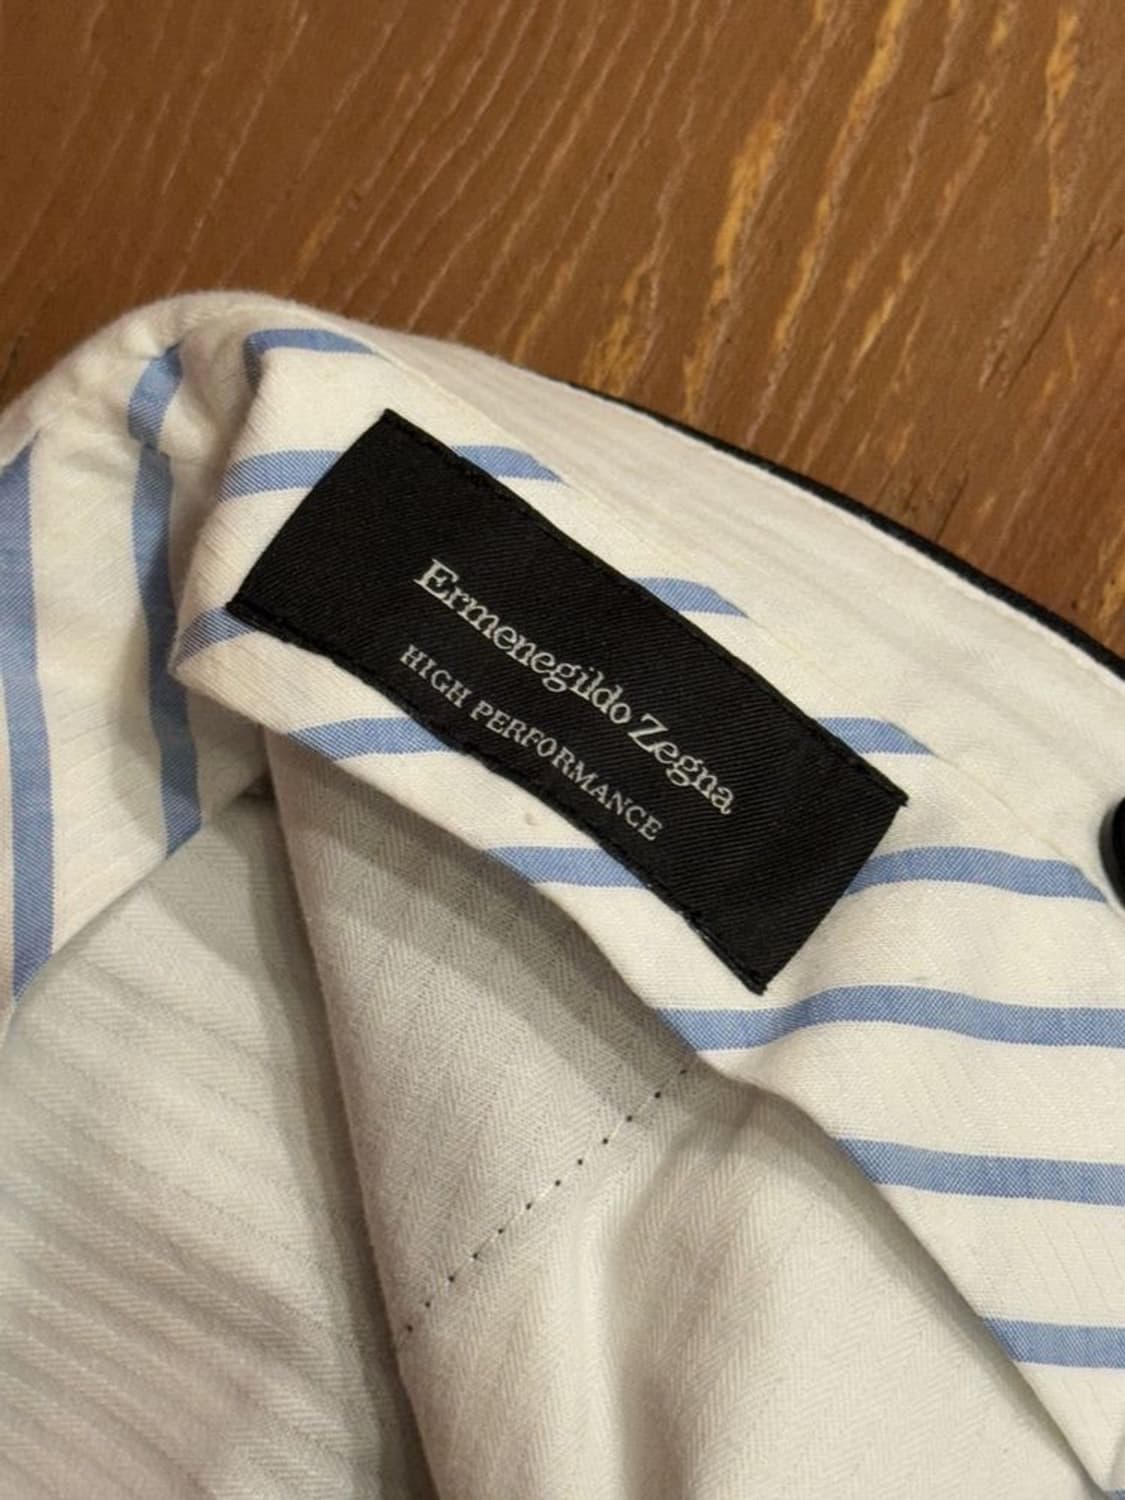 Ermenegildo Zegna
HIGH PERFORMANCE